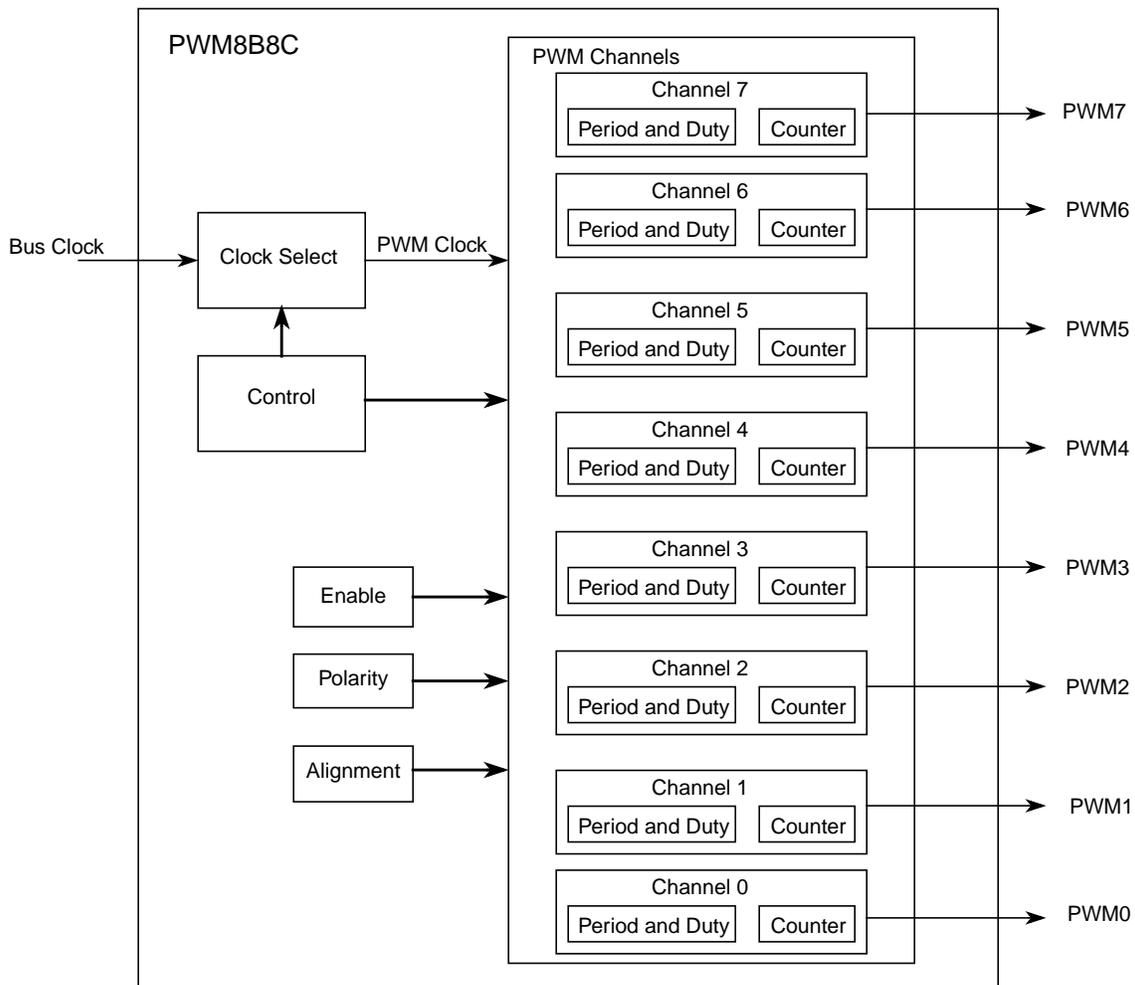 PWM8B8C
PWM Channels
Channel 7
Period and Duty Counter
PWM7
Channel 6
Period and Duty Counter
PWM6
Bus Clock
Clock Select
PWM Clock
Channel 5
Period and Duty Counter
PWM5
Control
Channel 4
Period and Duty Counter
PWM4
Channel 3
Period and Duty Counter
PWM3
Enable
Polarity
Channel 2
Period and Duty Counter
PWM2
Alignment
Channel 1
Period and Duty Counter
PWM1
Channel 0
Period and Duty Counter
PWM0